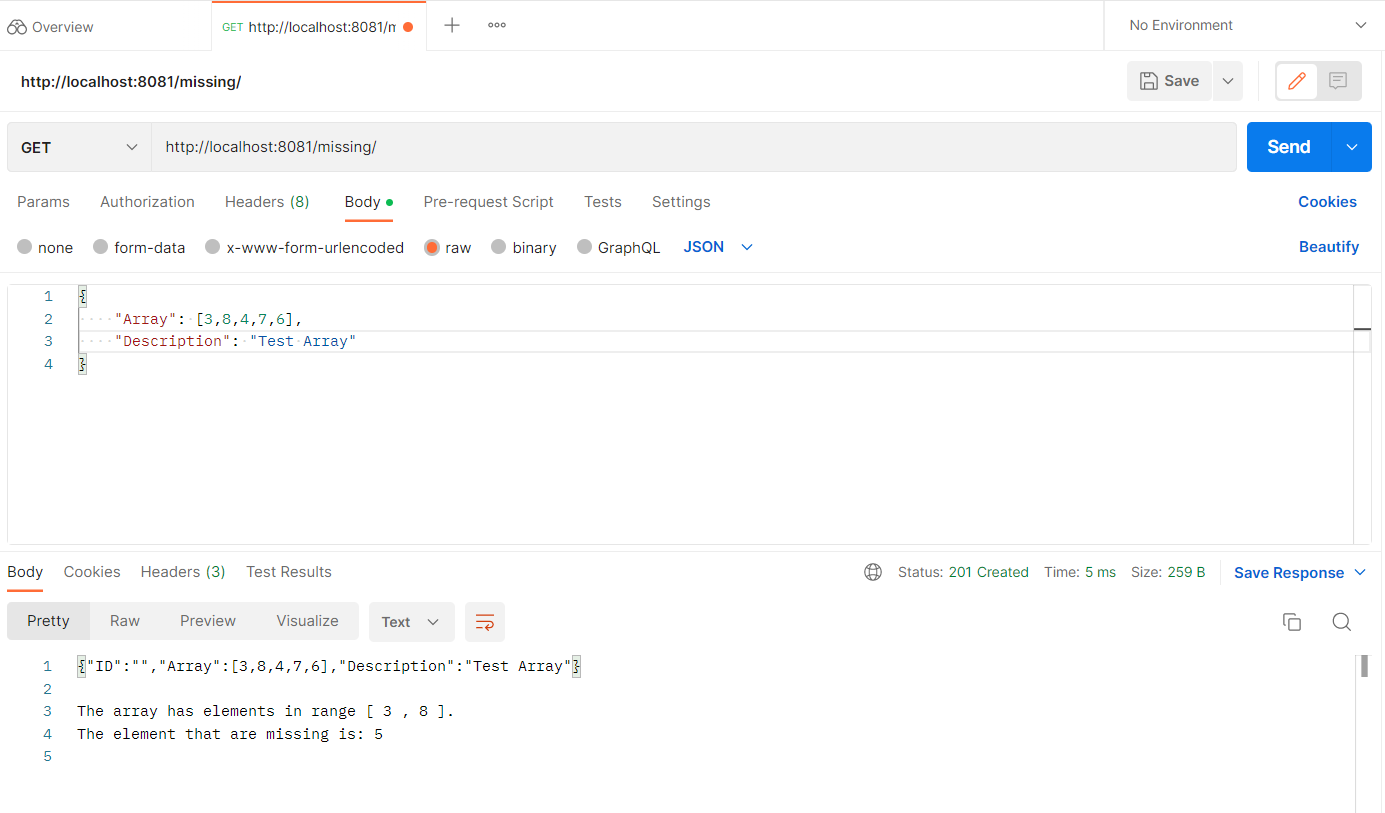 Overview
GET http://localhost:8081/m
No Environment
http://localhost:8081/missing/
Save
GET http://localhost:8081/missing/
Send
Params Authorization Headers (8) Body Pre-request Script Tests Settings Cookies
none form-data x-www-form-urlencoded raw binary GraphQL JSON Beautify
1 {
2 "Array": [3,8,4,7,6],
3 "Description": "Test Array"
4 }
Body Cookies Headers (3) Test Results Status: 201 Created Time: 5 ms Size: 259 B Save Response
Pretty Raw Preview Visualize Text
1 {"ID":"","Array":[3,8,4,7,6],"Description":"Test Array"}
2
3 The array has elements in range [ 3 , 8 ].
4 The element that are missing is: 5
5